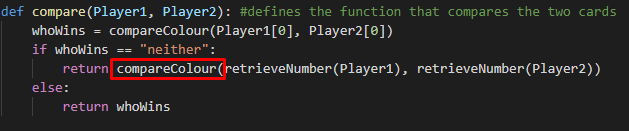 def compare(Player1, Player2): #defines the function that compares the two cards
    whoWins = compareColour(Player1[0], Player2[0])
    if whoWins == "neither":
        return compareColour(retrieveNumber(Player1), retrieveNumber(Player2))
    else:
        return whoWins